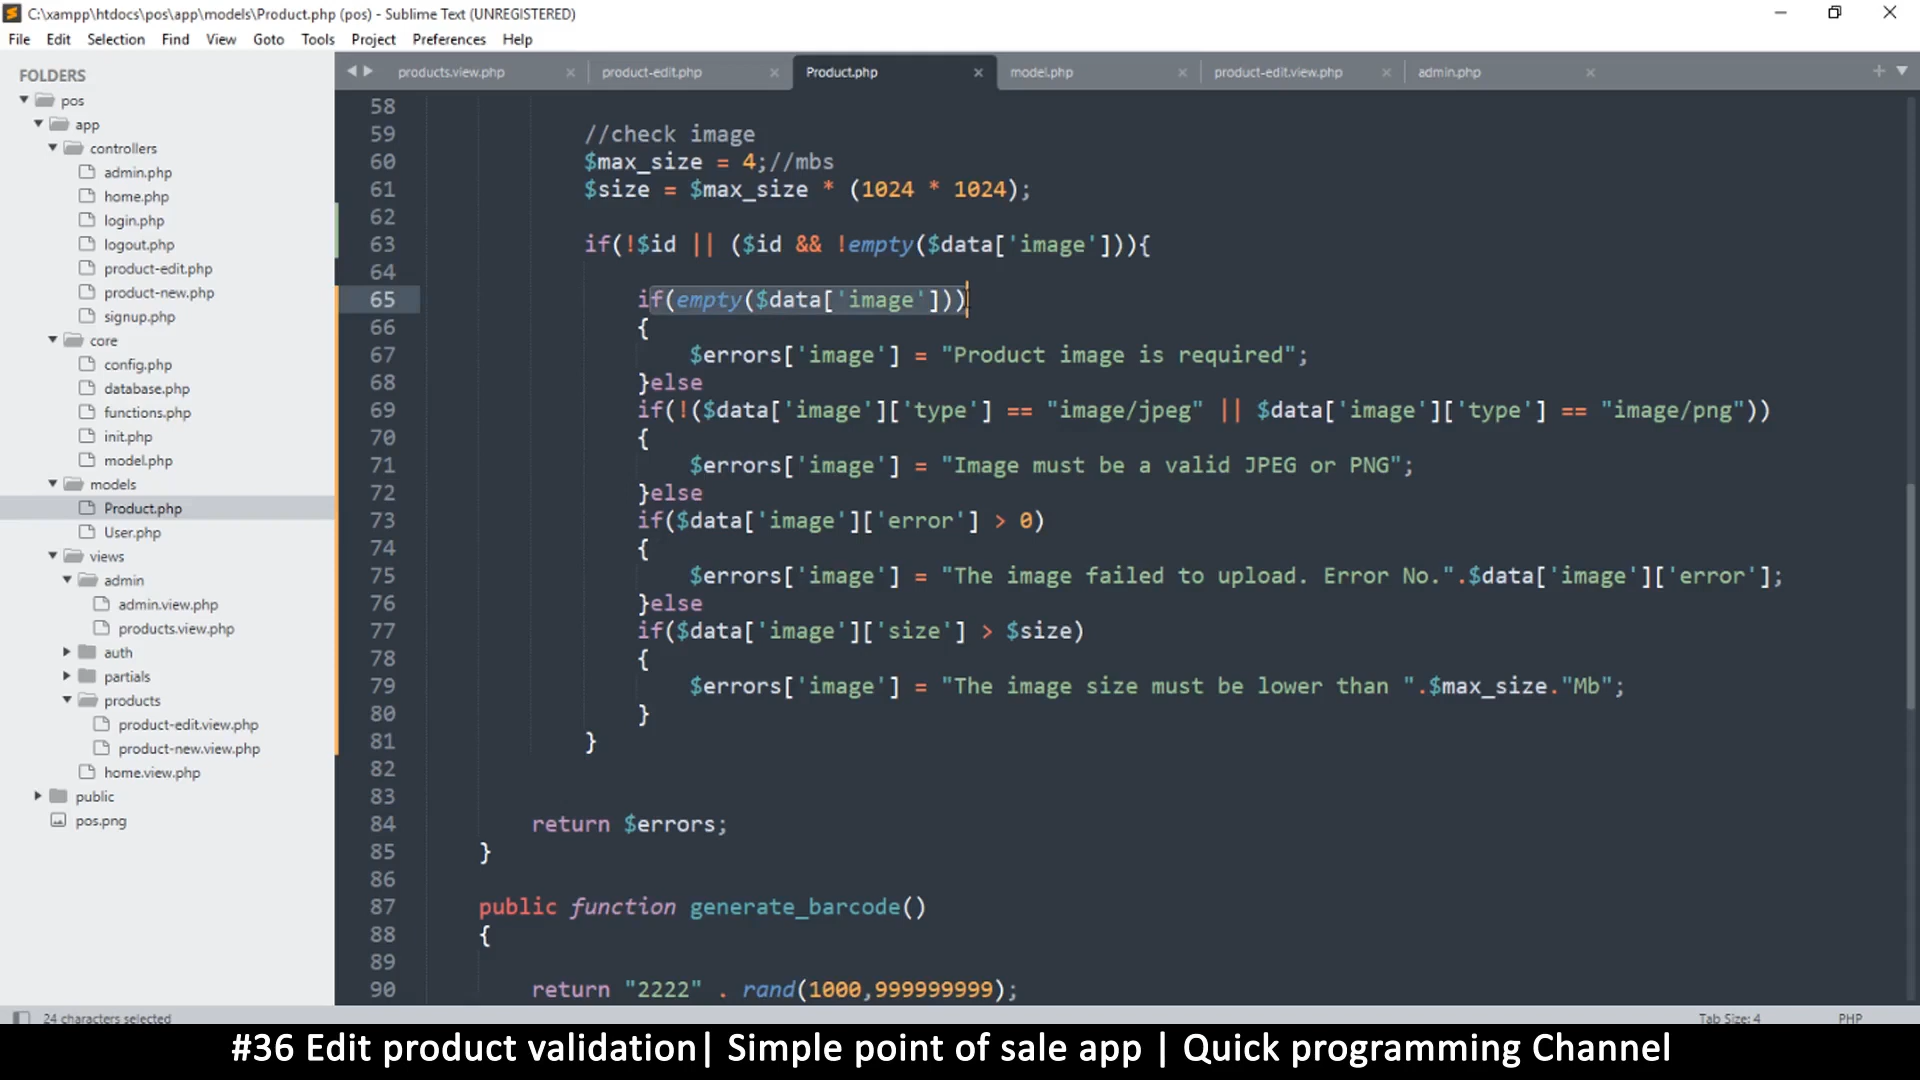 C:\xampp\htdocs\pos\app\models\Product.php (pos) - Sublime Text (UNREGISTERED)
File Edit Selection Find View Goto Tools Project Preferences Help
FOLDERS
pos
app
controllers
admin.php
home.php
login.php
logout.php
product-edit.php
product-new.php
signup.php
core
config.php
database.php
functions.php
init.php
model.php
models
Product.php
User.php
views
admin
admin.view.php
products.view.php
auth
partials
products
product-edit.view.php
product-new.view.php
home.view.php
public
pos.png
products.view.php product-edit.php Product.php model.php product-edit.view.php admin.php
58
59 //check image
60 $max_size = 4;//mbs
61 $size = $max_size * (1024 * 1024);
62
63 if(!$id || ($id && !empty($data['image'])){
64
65 if(empty($data['image']))
66 {
67 $errors['image'] = "Product image is required";
68 }else
69 if(!($data['image']['type'] == "image/jpeg" || $data['image']['type'] == "image/png"))
70 {
71 $errors['image'] = "Image must be a valid JPEG or PNG";
72 }else
73 if($data['image']['error'] > 0)
74 {
75 $errors['image'] = "The image failed to upload. Error No.".$data['image']['error'];
76 }else
77 if($data['image']['size'] > $size)
78 {
79 $errors['image'] = "The image size must be lower than ".$max_size."Mb";
80 }
81 }
82
83
84 return $errors;
85 }
86
87 public function generate_barcode()
88 {
89
90 return "2222" . rand(1000,999999999);
24 characters selected Tab Size: 4 PHP
#36 Edit product validation| Simple point of sale app | Quick programming Channel